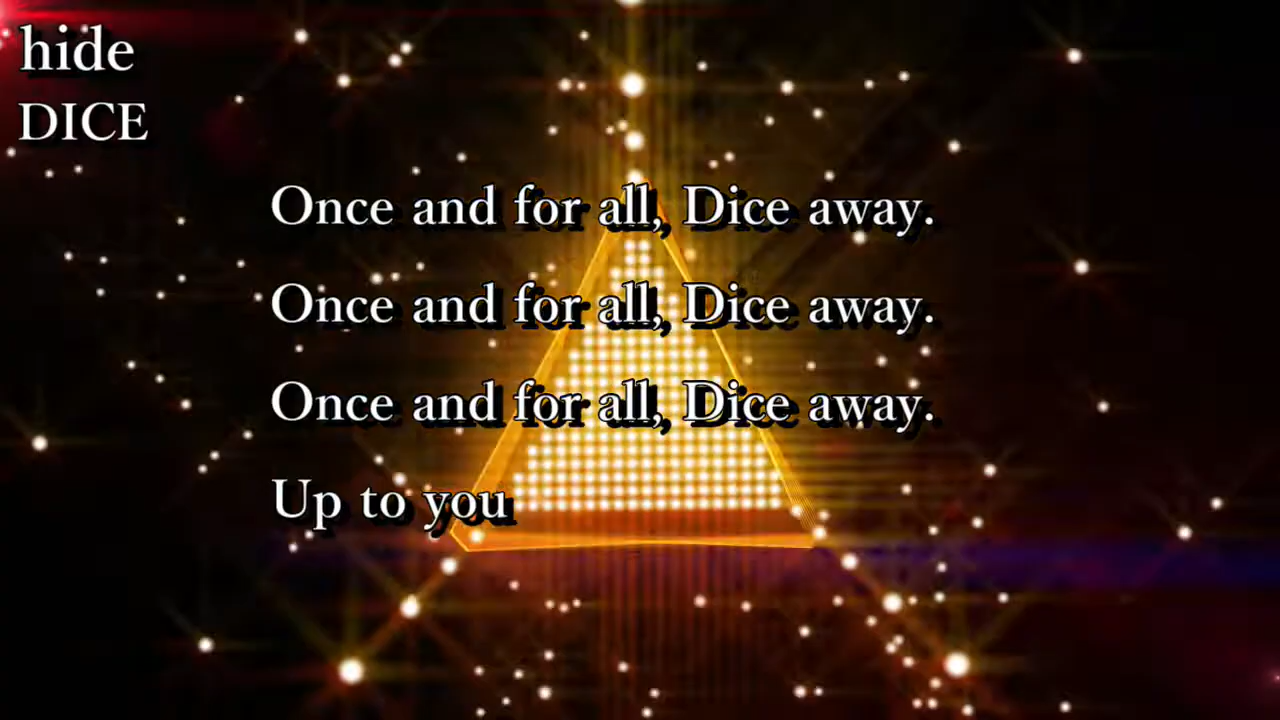 hide
DICE
Once and for all, Dice away.
Once and for all, Dice away.
Once and for all, Dice away.
Up to you